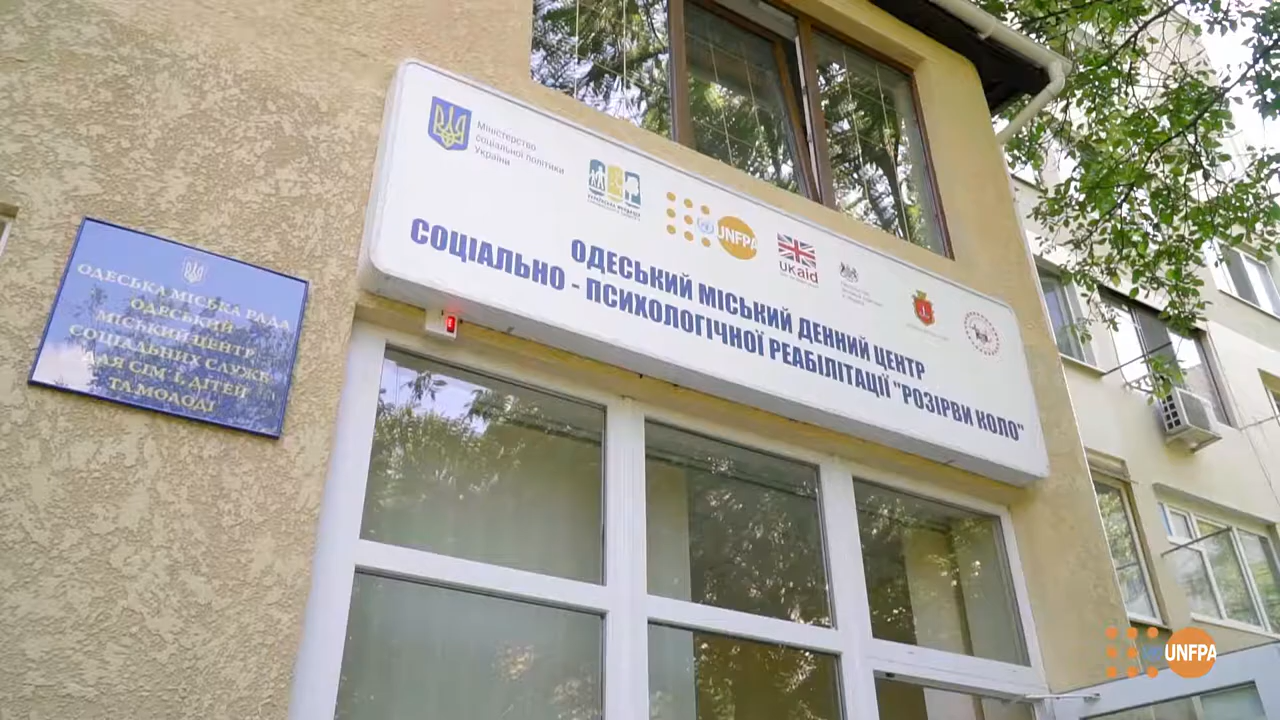 ОДЕСЬКА МІСЬКА РАДА
ОДЕСЬКИЙ
МІСЬКИЙ ЦЕНТР
СОЦІАЛЬНИХ СЛУЖБ
ДЛЯ СІМ'Ї, ДІТЕЙ
ТА МОЛОДІ
Міністерство
соціальної політики
України
UNFPA
UKaid
ОДЕСЬКИЙ МІСЬКИЙ ДЕННИЙ ЦЕНТР
СОЦІАЛЬНО - ПСИХОЛОГІЧНОЇ РЕАБІЛІТАЦІЇ "РОЗІРВИ КОЛО"
UNFPA